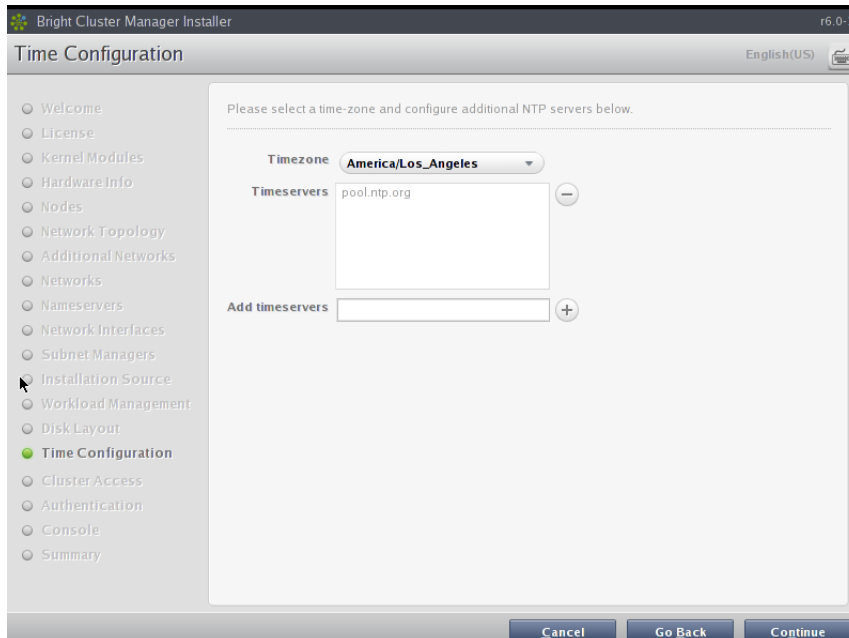 Bright Cluster Manager Installer
r6.0-
Time Configuration
English(US)
Welcome
License
Kernel Modules
Hardware Info
Nodes
Network Topology
Additional Networks
Networks
Nameservers
Network Interfaces
Subnet Managers
Installation Source
Workload Management
Disk Layout
Time Configuration
Cluster Access
Authentication
Console
Summary
Please select a time-zone and configure additional NTP servers below.
Timezone America/Los_Angeles
Timeservers pool.ntp.org
Add timeservers
Cancel Go Back Continue